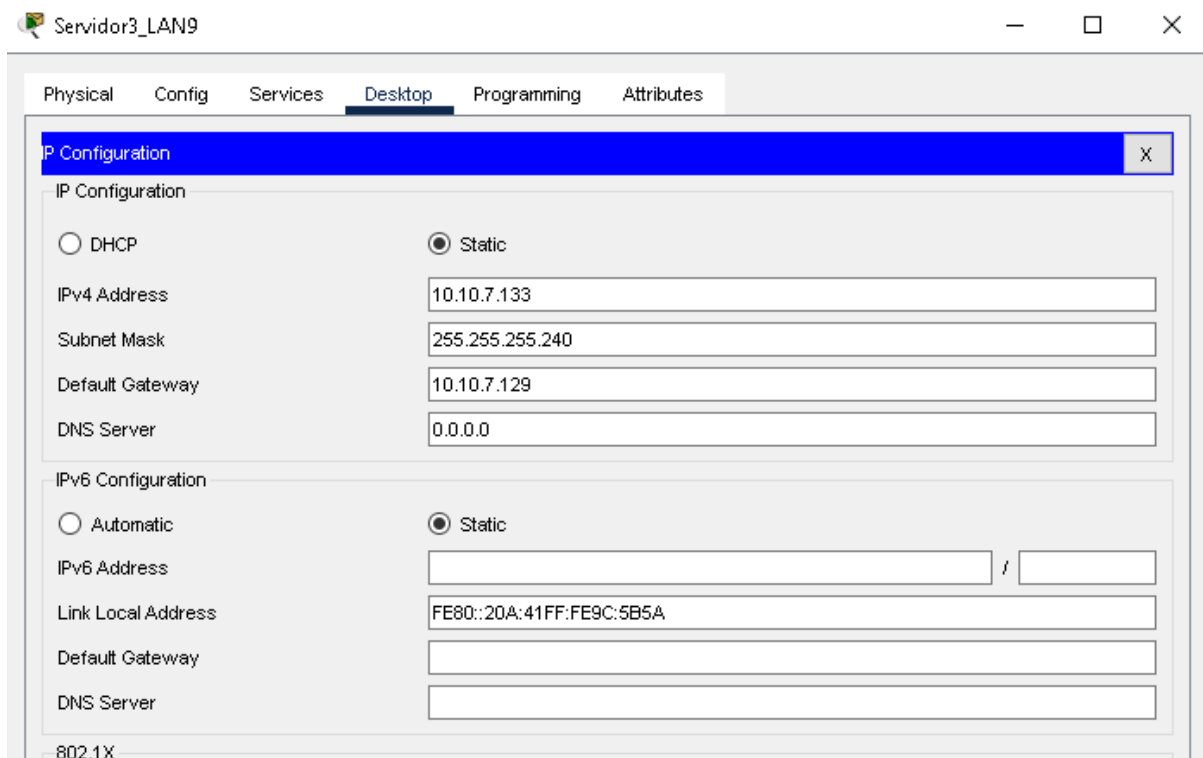 Servidor3_LAN9
Physical Config Services Desktop Programming Attributes
IP Configuration X
IP Configuration
DHCP Static
IPv4 Address 10.10.7.133
Subnet Mask 255.255.255.240
Default Gateway 10.10.7.129
DNS Server 0.0.0.0
IPv6 Configuration
Automatic Static
IPv6 Address /
Link Local Address FE80::20A:41FF:FE9C:5B5A
Default Gateway
DNS Server
802.1X